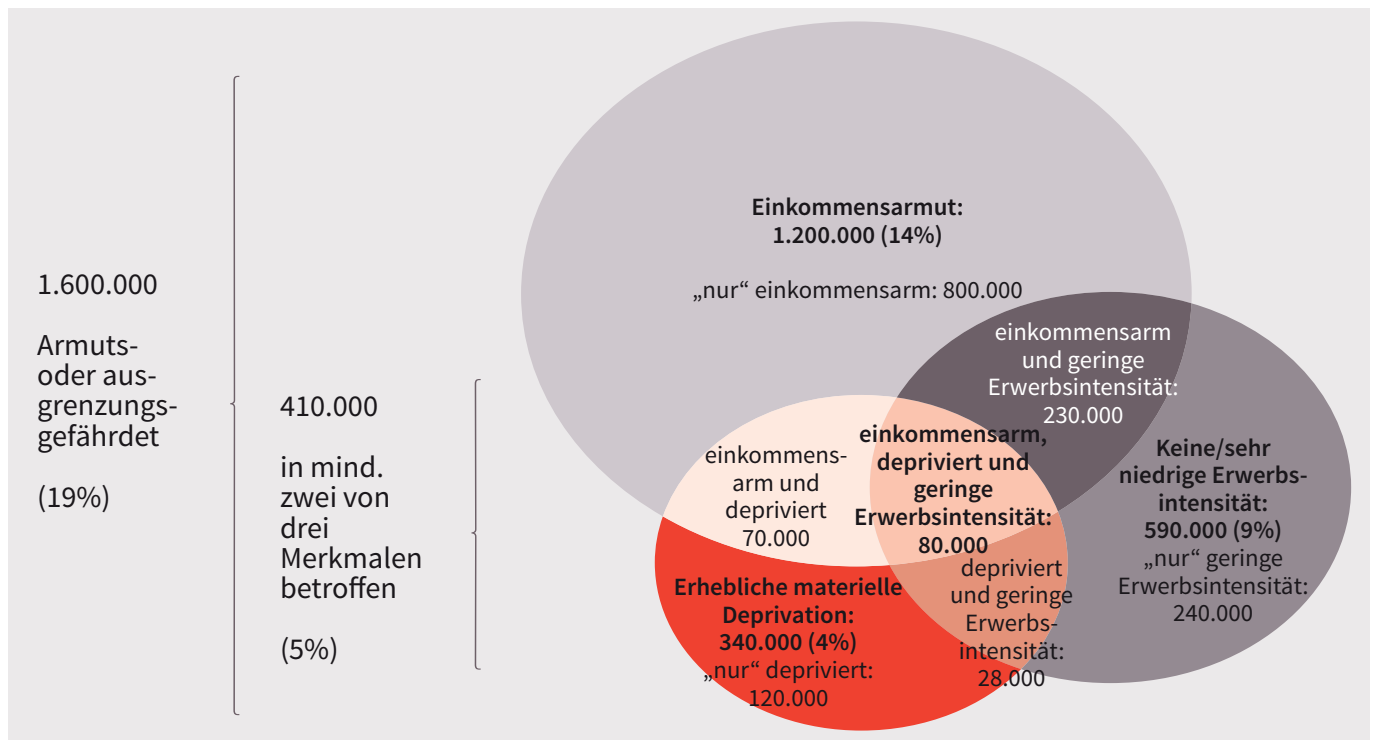 1.600.000
Armuts-
oder aus-
grenzungs-
gefährdet
(19%)
410.000
in mind.
zwei von
drei
Merkmalen
betroffen
(5%)
Einkommensarmut:
1.200.000 (14%)
„nur“ einkommensarm: 800.000
einkommensarm
und geringe
Erwerbsintensität:
230.000
einkommensarm,
depriviert und
geringe
Erwerbsintensität:
80.000
einkommens-
arm und
depriviert
70.000
Keine/sehr
niedrige Erwerbs-
intensität:
590.000 (9%)
„nur“ geringe
Erwerbsintensität:
240.000
Erhebliche materielle
Deprivation:
340.000 (4%)
„nur“ depriviert:
120.000
depriviert
und geringe
Erwerbs-
intensität:
28.000